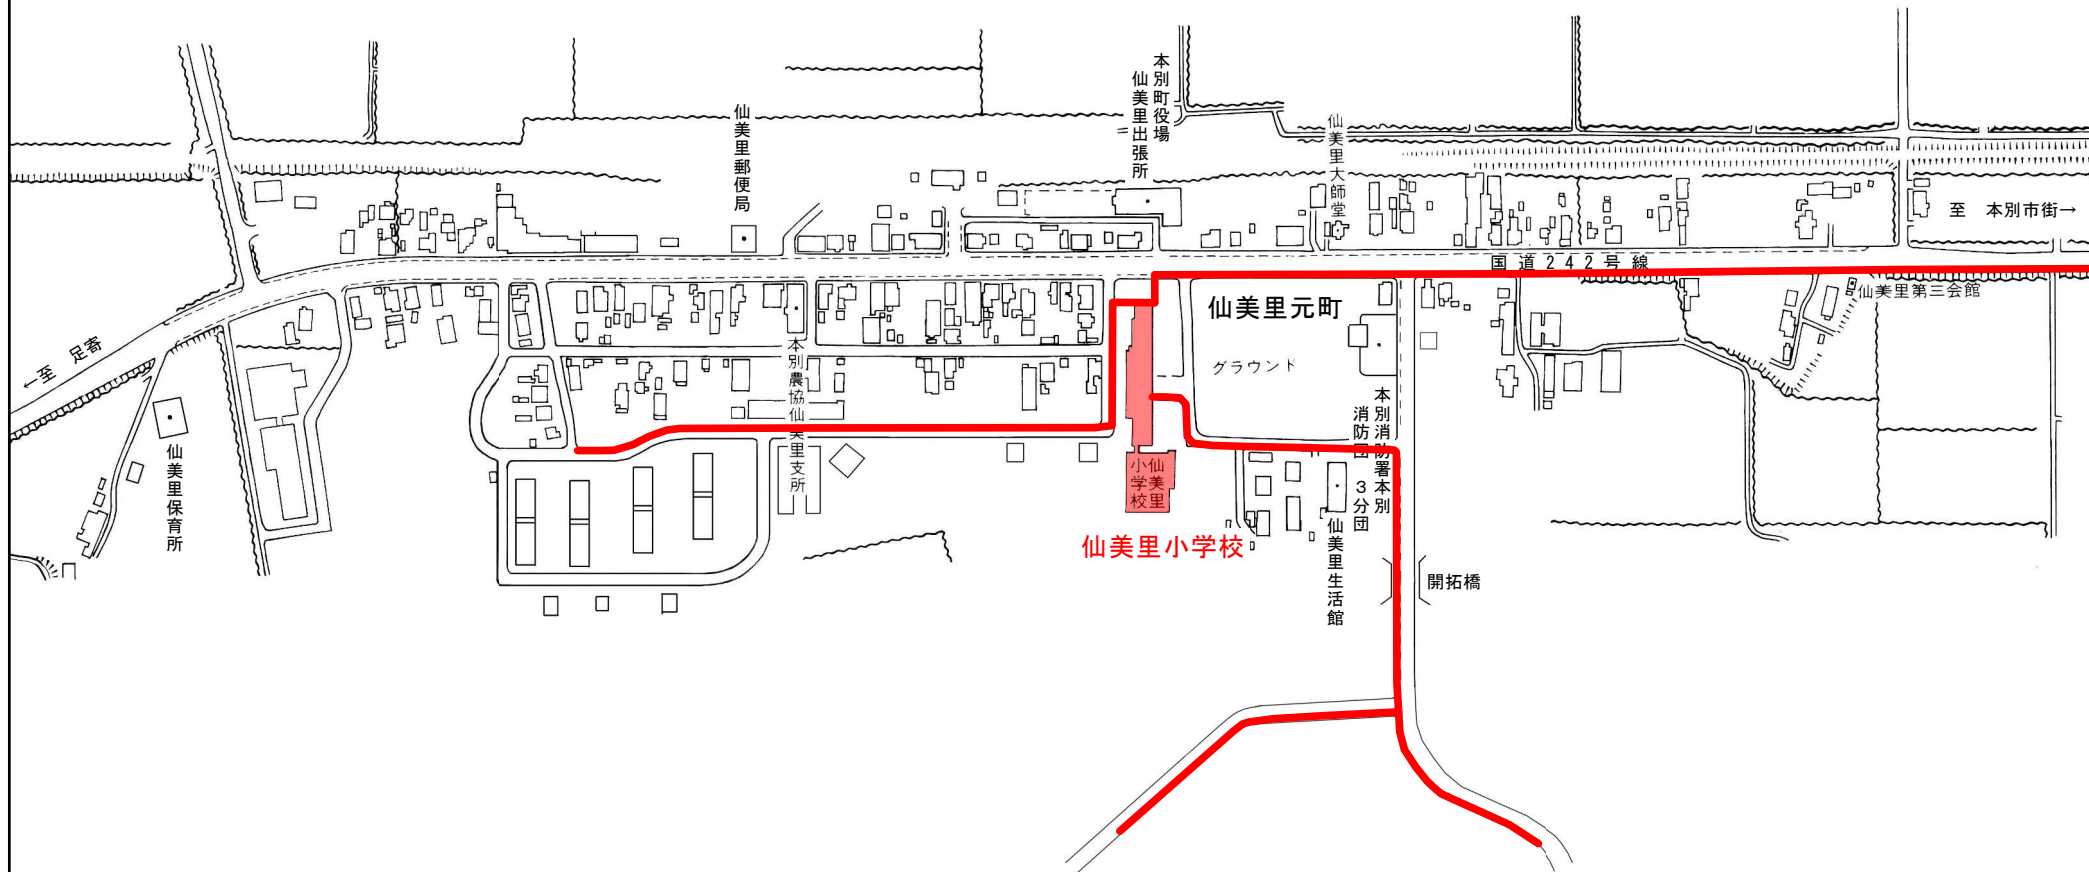 本別町役場
仙美里出張所
仙美里郵便局
仙美里大師堂
至 本別市街→
国道242号線
仙美里第三会館
仙美里元町
グラウンド
←至 足寄
本別農協仙美里支所
本別消防署本別
消防団 3分団
仙美里保育所
仙美里
小学校
仙美里小学校
仙美里生活館
開拓橋